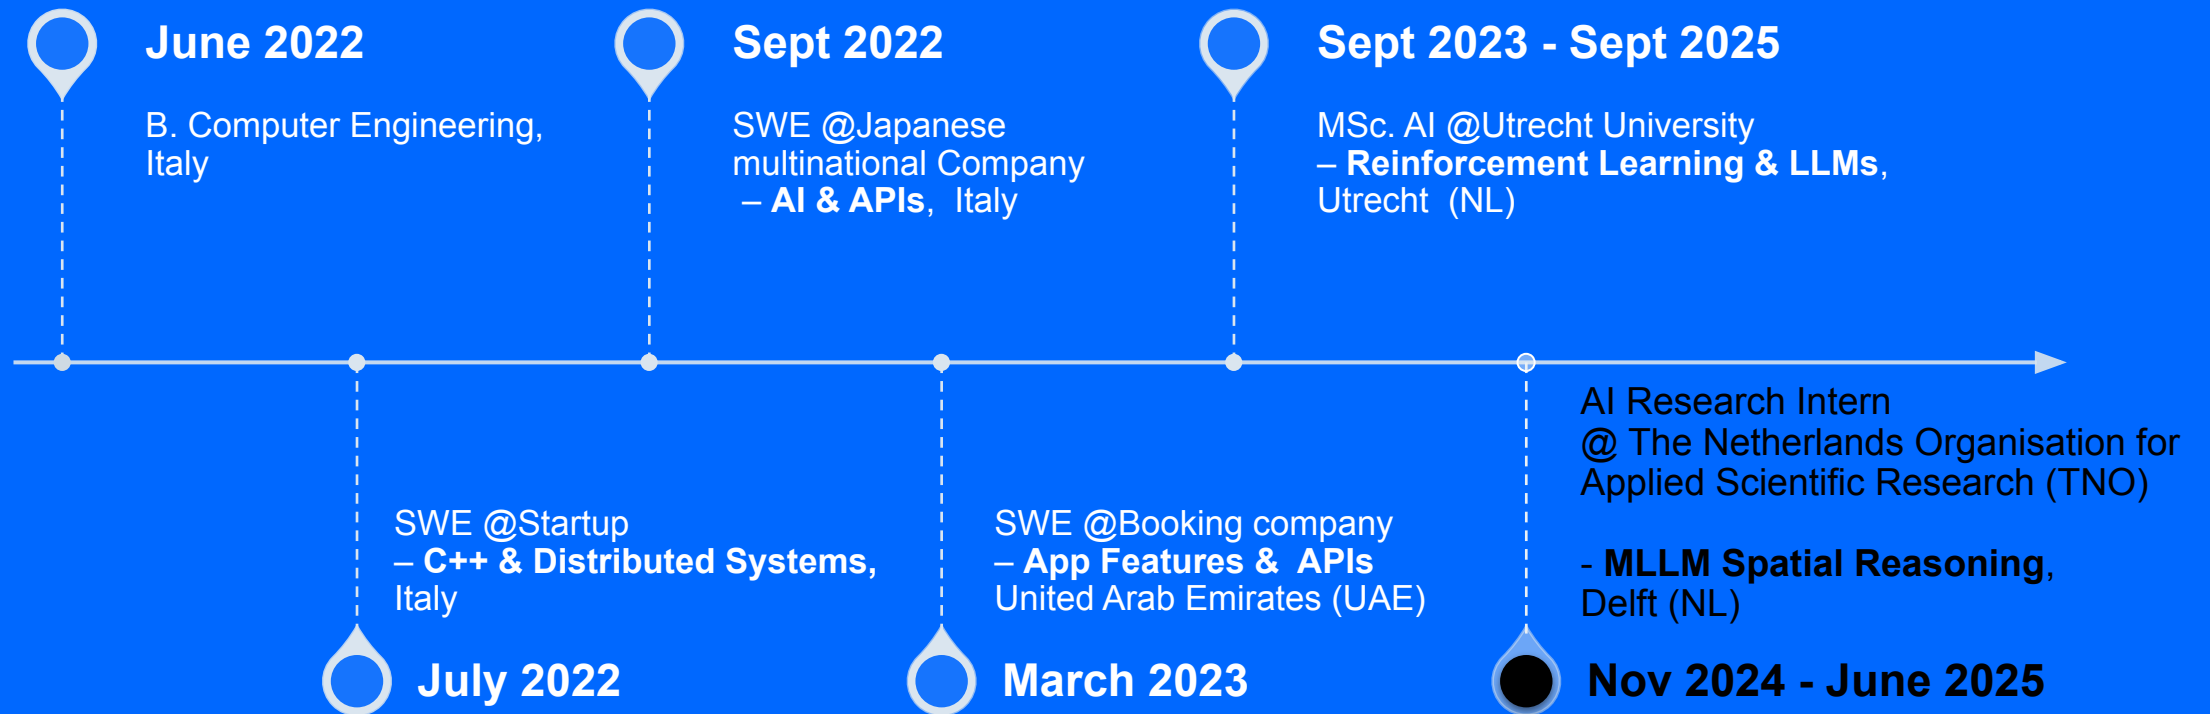 June 2022
B. Computer Engineering,
Italy
SWE @Startup
– C++ & Distributed Systems,
Italy
July 2022
Sept 2022
SWE @Japanese
multinational Company
– AI & APIs, Italy
SWE @Booking company
– App Features & APIs
United Arab Emirates (UAE)
March 2023
Sept 2023 - Sept 2025
MSc. AI @Utrecht University
– Reinforcement Learning & LLMs,
Utrecht (NL)
AI Research Intern
@ The Netherlands Organisation for
Applied Scientific Research (TNO)
- MLLM Spatial Reasoning,
Delft (NL)
Nov 2024 - June 2025